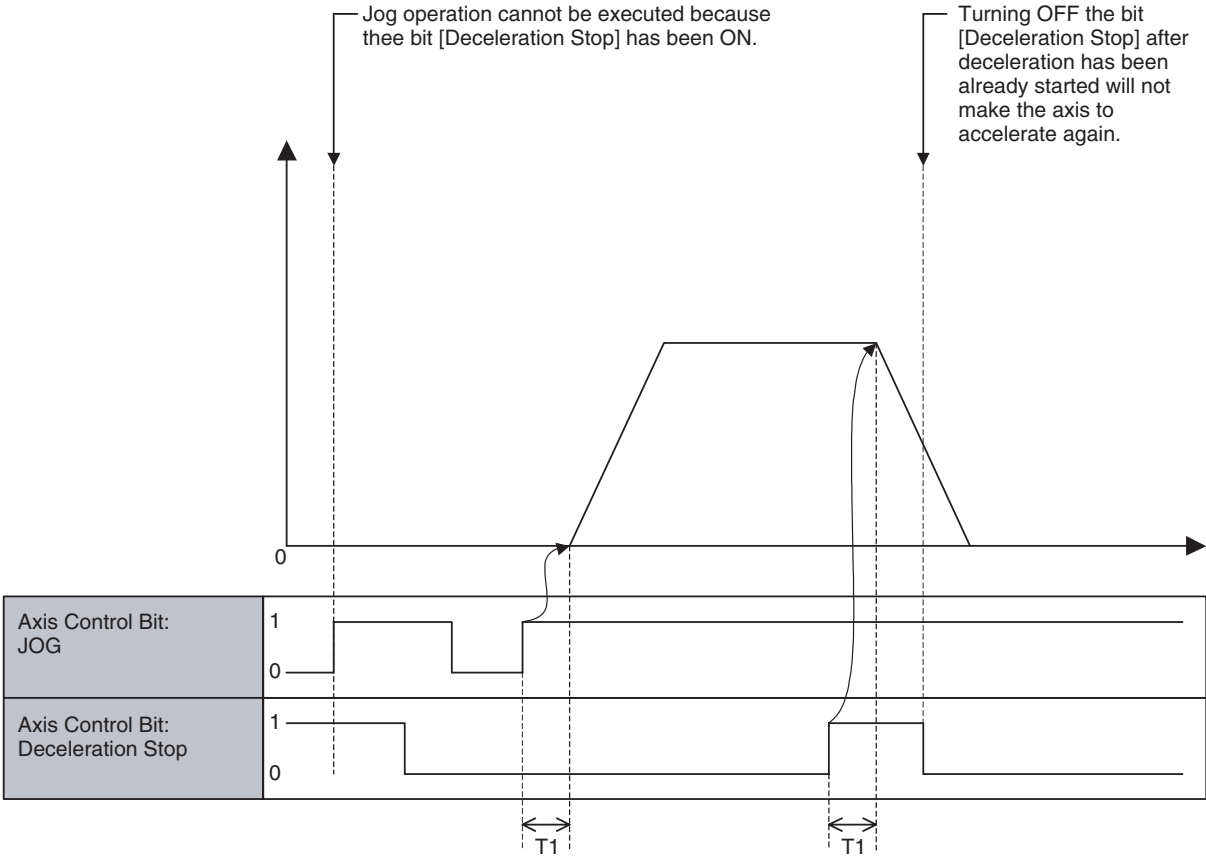 Jog operation cannot be executed because
thee bit [Deceleration Stop] has been ON.
Turning OFF the bit
[Deceleration Stop] after
deceleration has been
already started will not
make the axis to
accelerate again.
0
Axis Control Bit:
JOG
1
0
Axis Control Bit:
Deceleration Stop
1
0
T1
T1